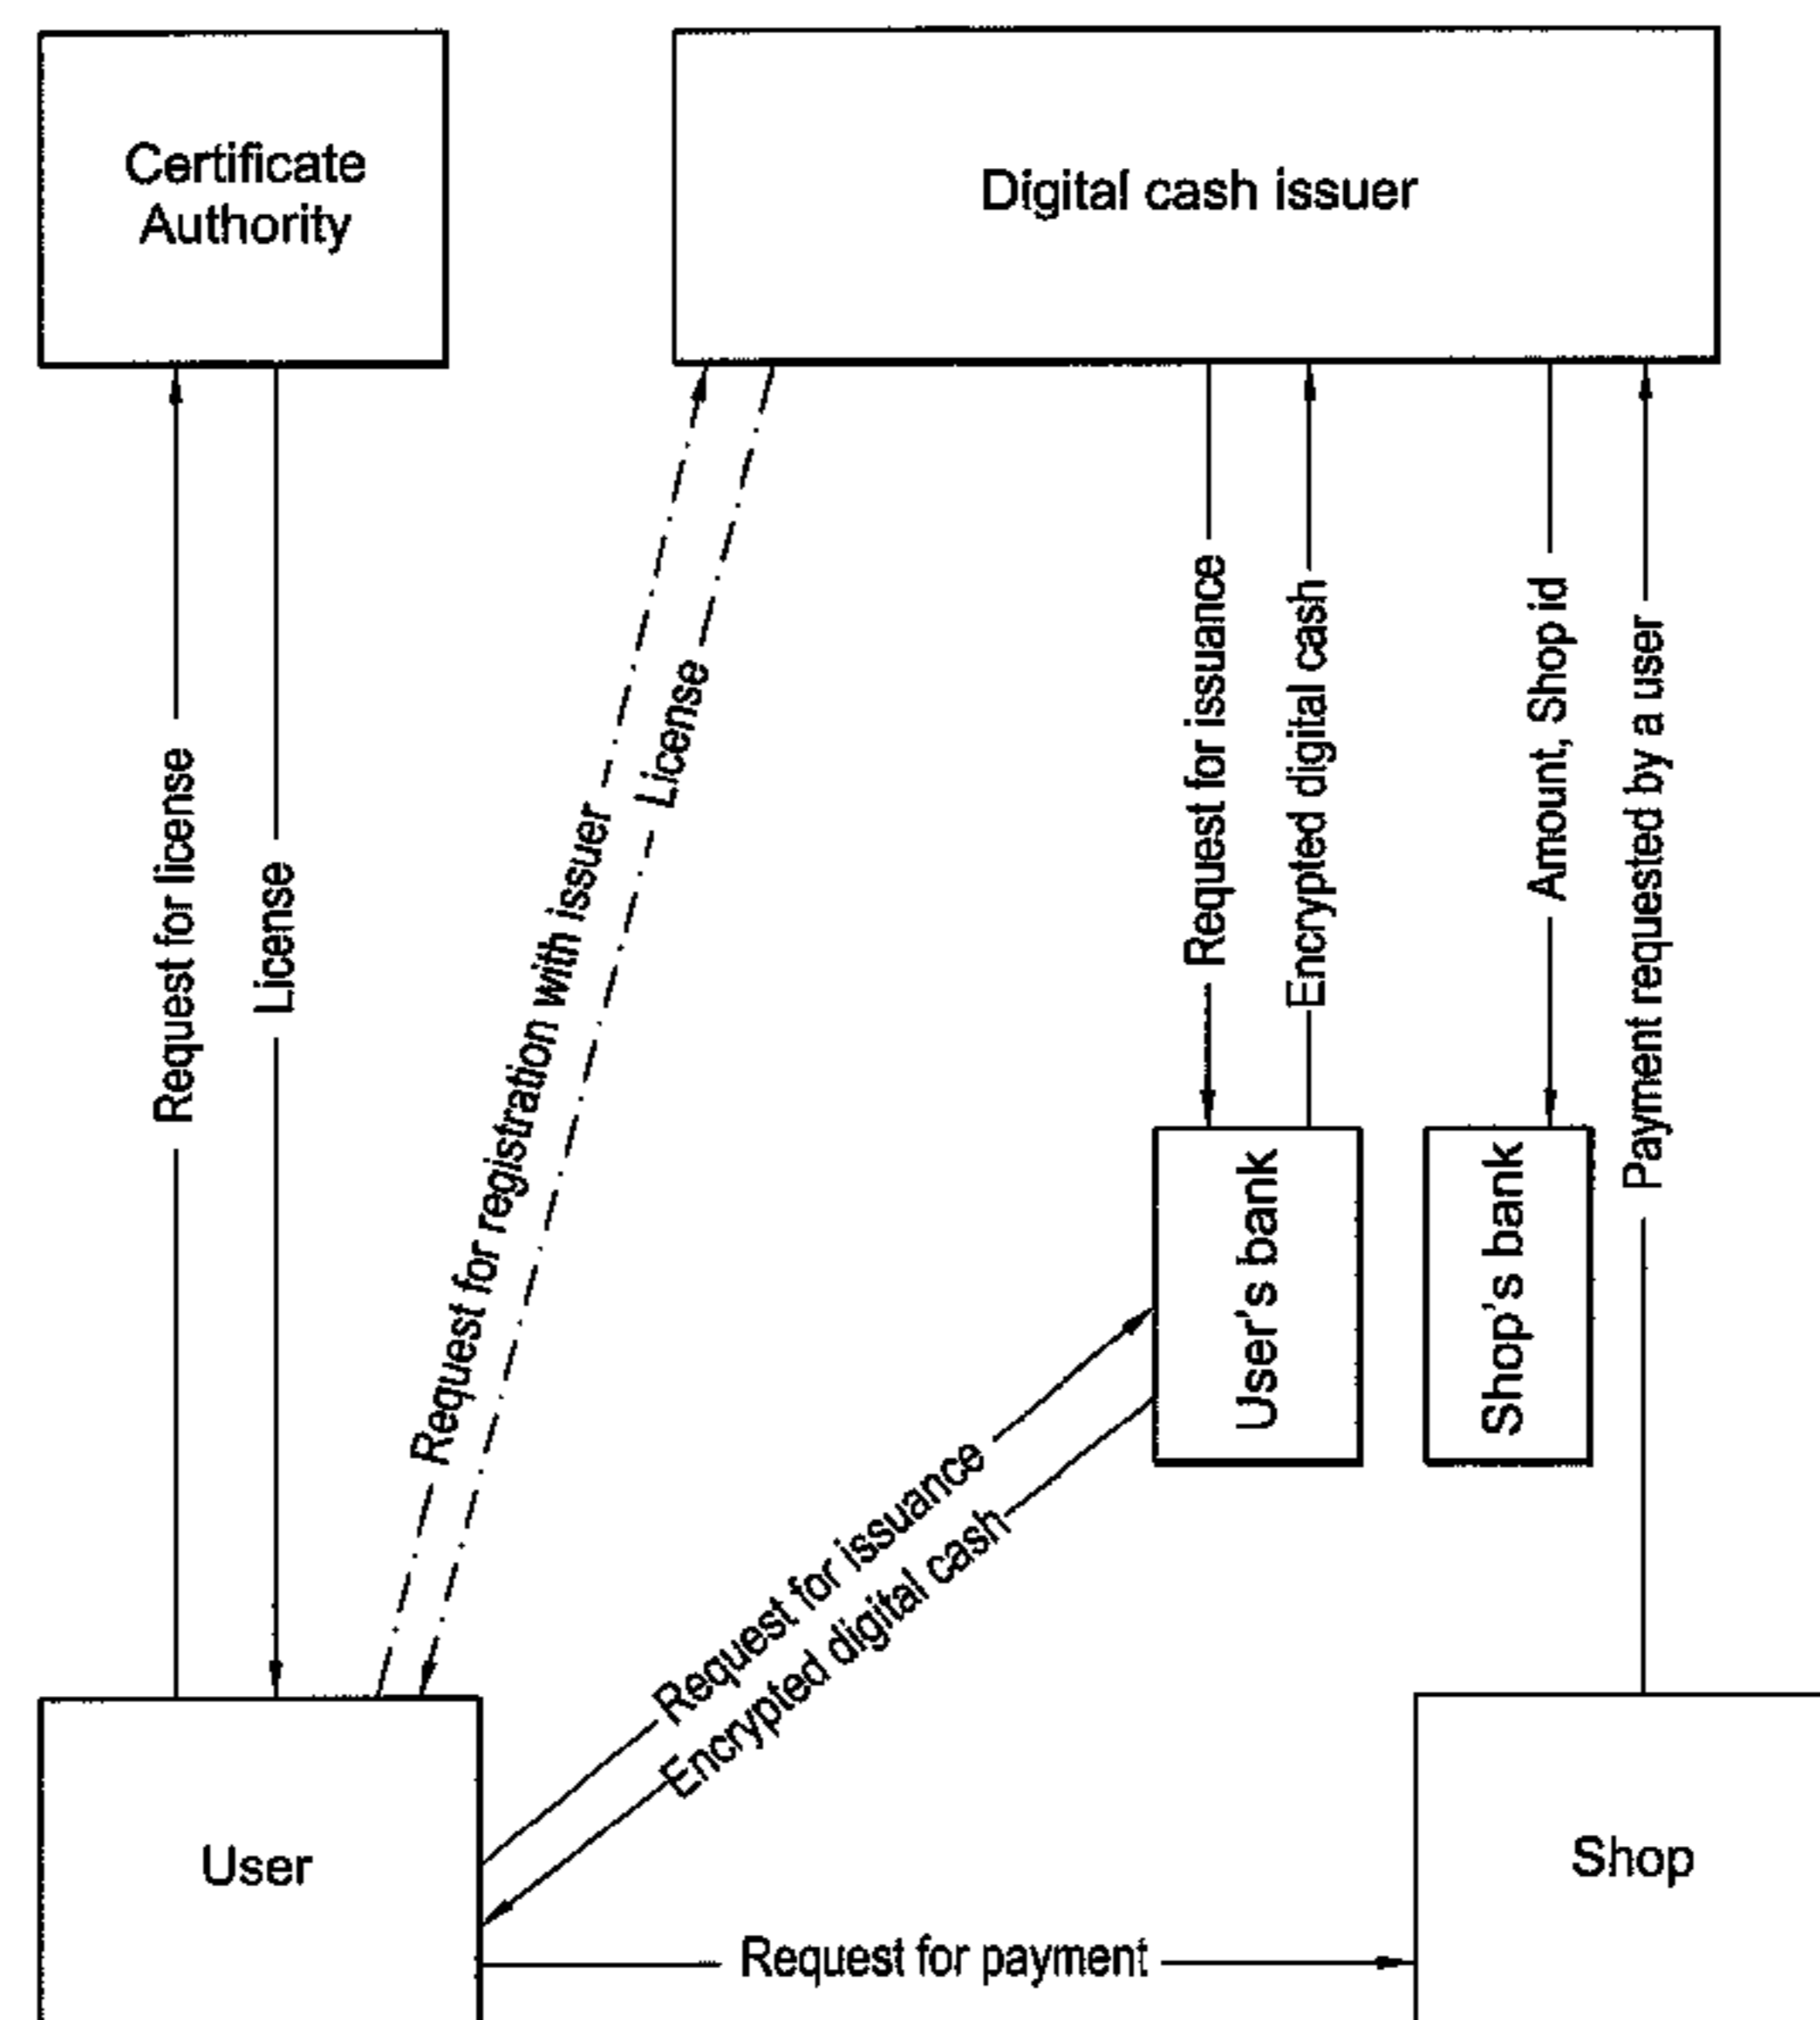 Certificate
Authority
Digital cash issuer
Request for license
License
Request for registration with issuer
License
Request for issuance
Encrypted digital cash
Amount, Shop id
Payment requested by a user
User's bank
Shop's bank
Request for issuance
Encrypted digital cash
User
Request for payment
Shop